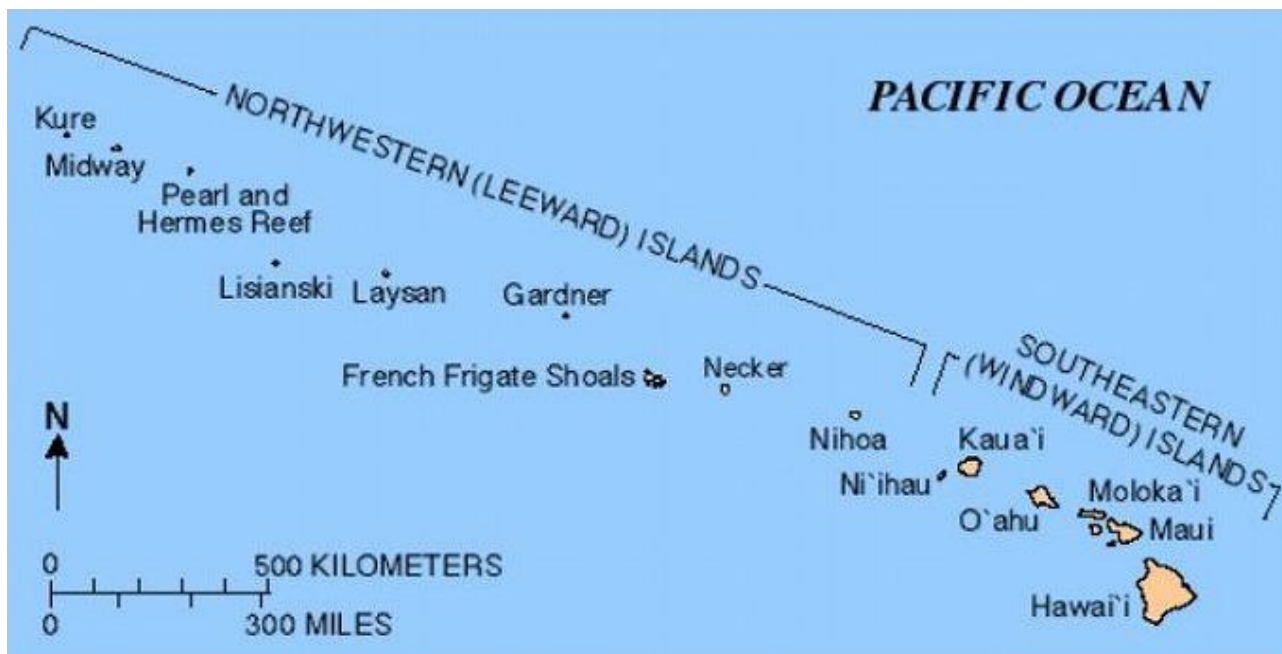 PACIFIC OCEAN
NORTHWESTERN (LEEWARD) ISLANDS
Kure
Midway
Pearl and
Hermes Reef
Lisianski
Laysan
Gardner
French Frigate Shoals
Necker
Nihoa
SOUTHEASTERN
(WINDWARD) ISLANDS
Kaua`i
Ni`ihau
O`ahu
Moloka`i
Maui
Hawai`i
N
0 500 KILOMETERS
0 300 MILES